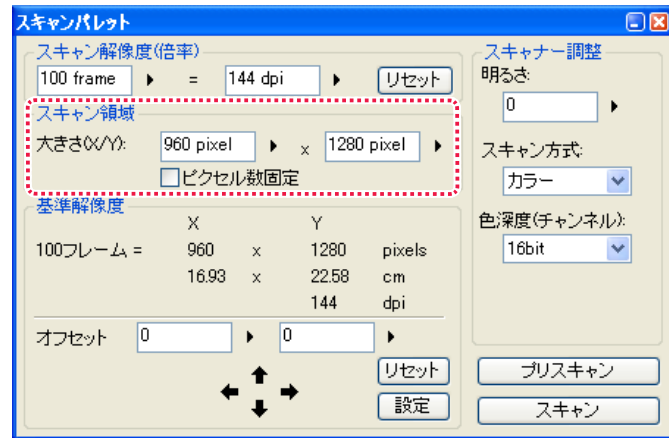 スキャンパレット
スキャン解像度(倍率)
100 frame = 144 dpi リセット
スキャン領域
大きさ(X/Y): 960 pixel x 1280 pixel
ピクセル数固定
基準解像度
X Y
100フレーム = 960 x 1280 pixels
16.93 x 22.58 cm
144 dpi
オフセット 0 0
リセット
設定
スキャナー調整
明るさ:
0
スキャン方式:
カラー
色深度(チャンネル):
16bit
プリスキャン
スキャン